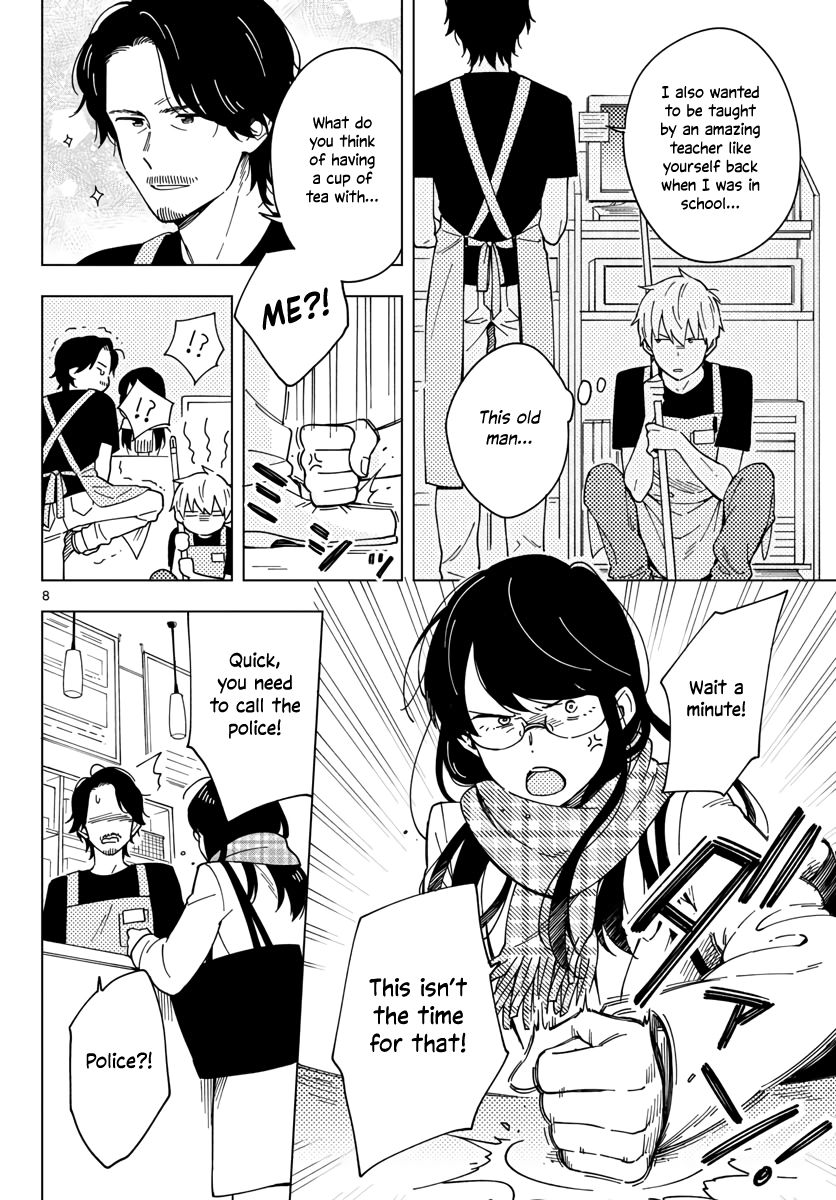 I also wanted
to be taught
by an amazing
teacher like
yourself back
when I was in
school...
This old
man...
What do
you think
of having
a cup of
tea with...
ME?!
!?
!?
Wait a
minute!
This isn't
the time
for that!
Quick,
you need
to call the
police!
Police?!
8